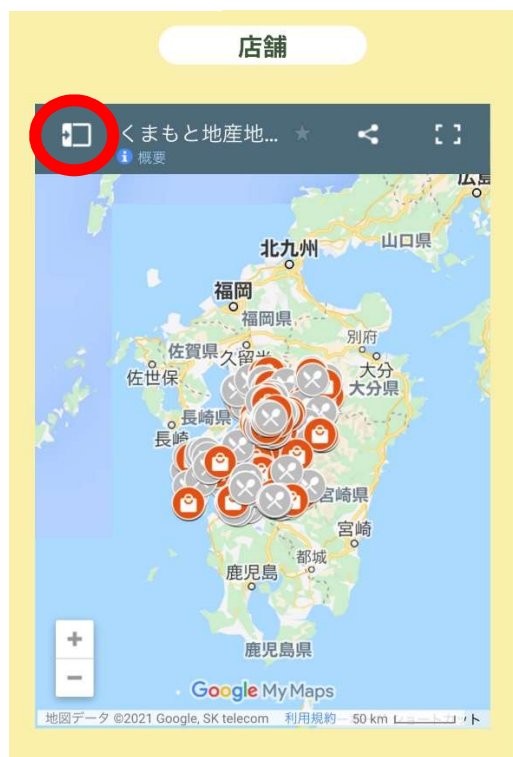 店舗
くまもと地産地...
概要
広島
山口県
北九州
福岡
福岡県
別府
佐賀県
大分
佐世保
大分県
長崎県
長崎
宮崎県
宮崎
都城
鹿児島
鹿児島県
+
−
Google My Maps
地図データ ©2021 Google, SK telecom 利用規約 50 km